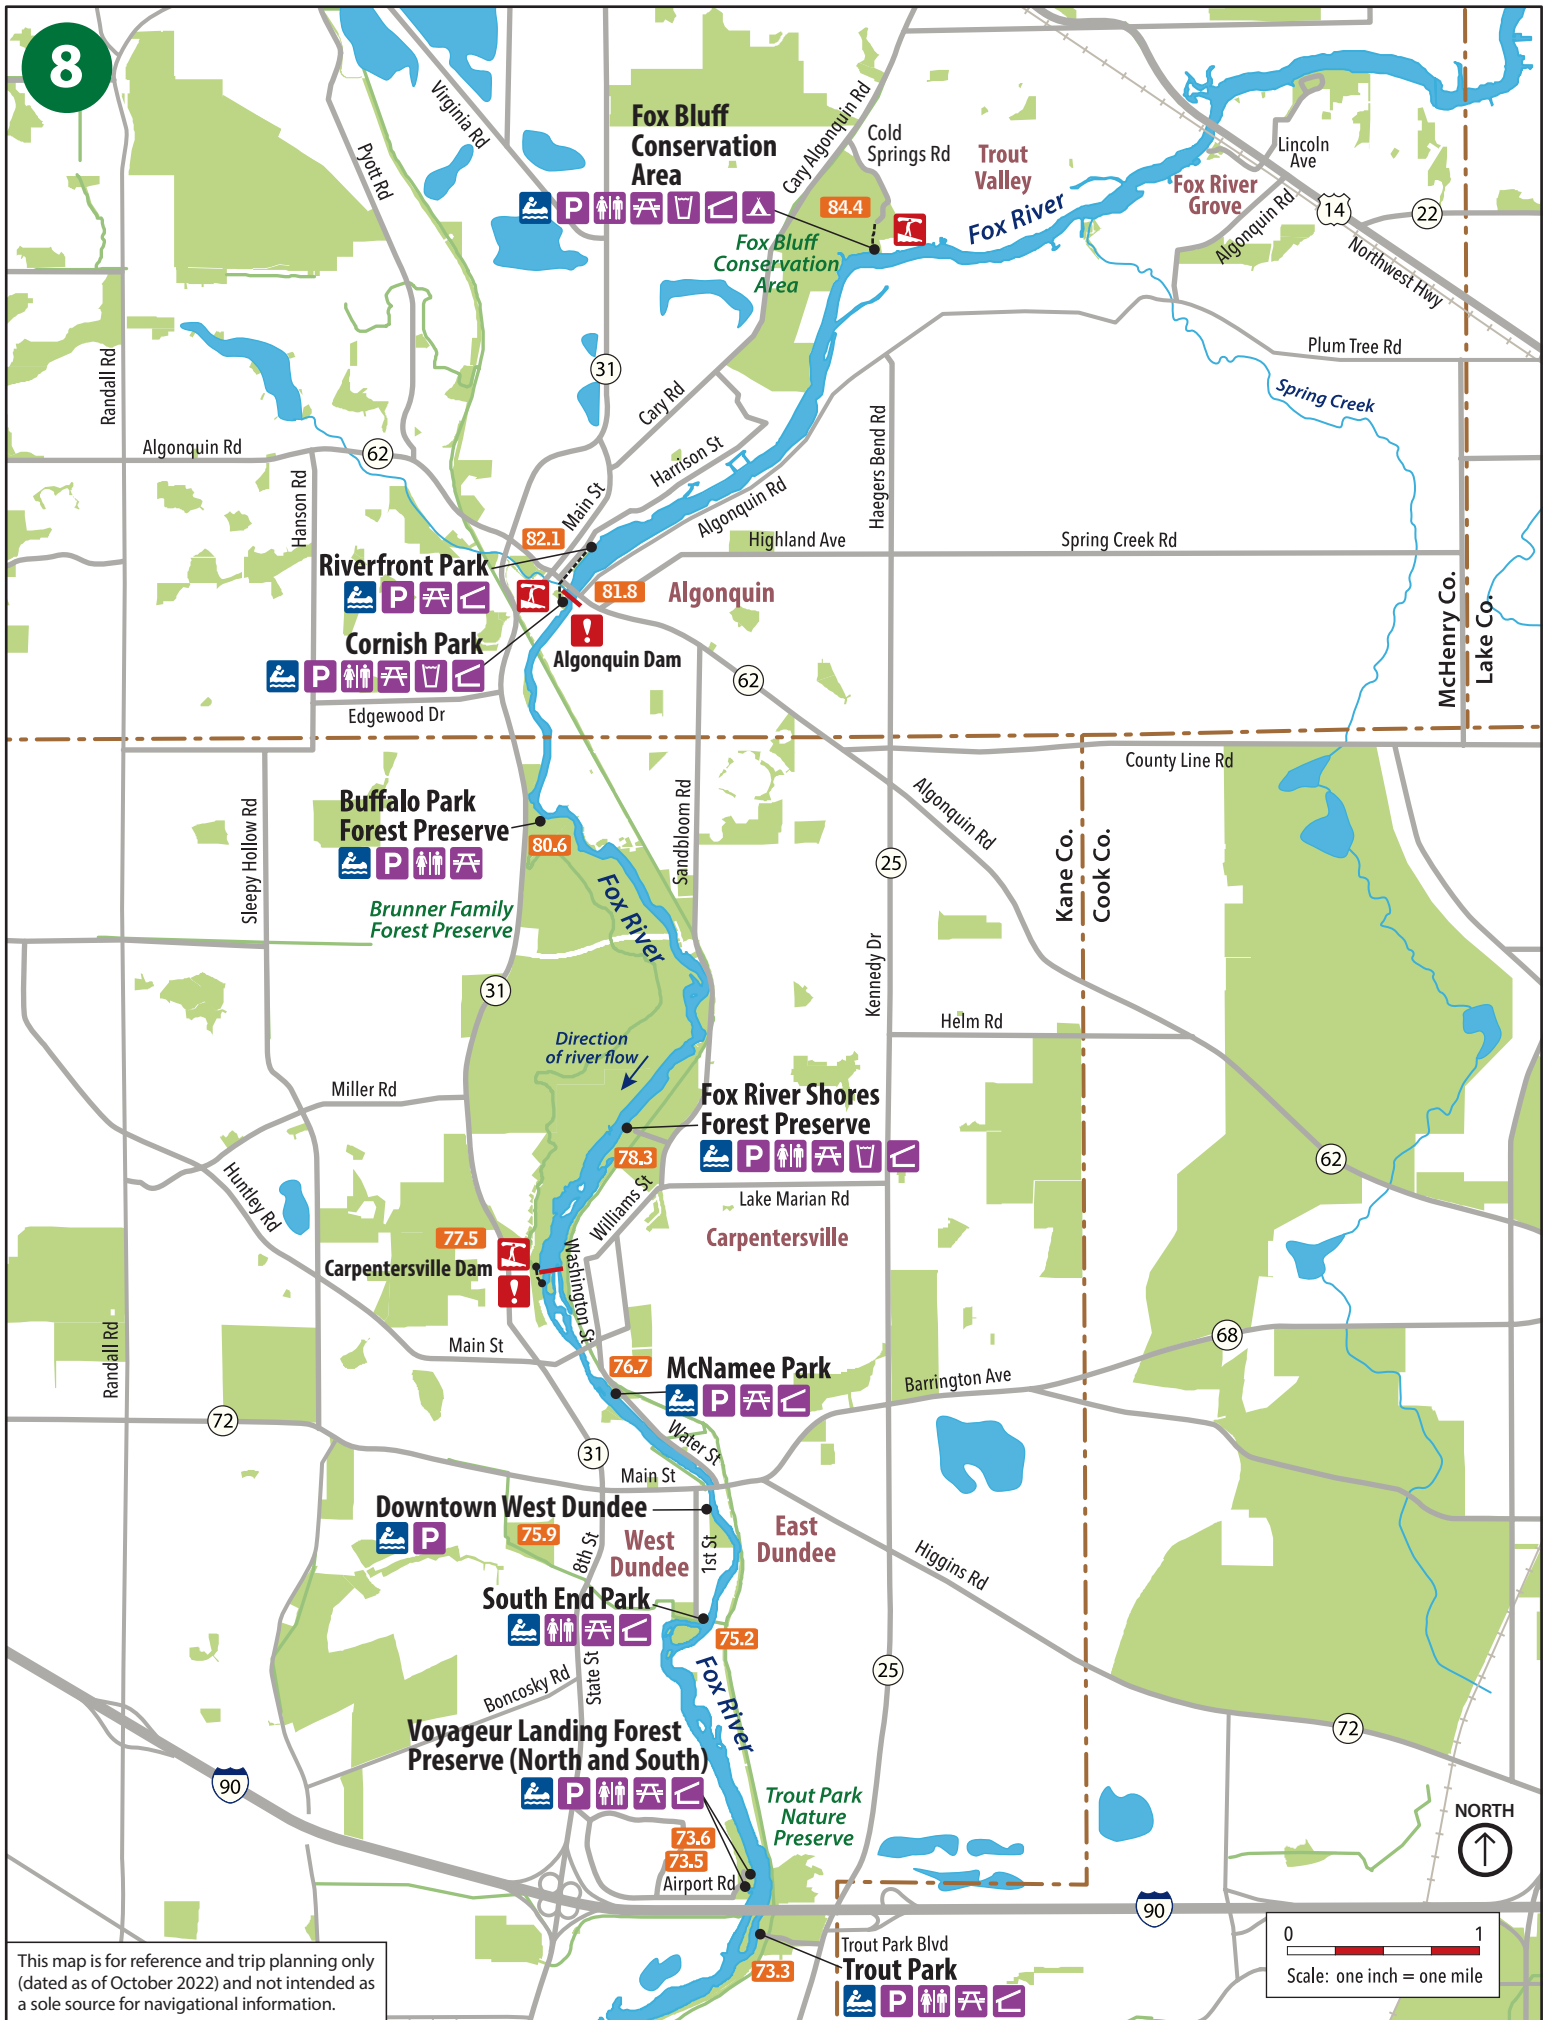 8
Virginia Rd
Pyott Rd
Fox Bluff
Conservation
Area
P
Cary Algonquin Rd
Cold
Springs Rd
Trout
Valley
84.4
Fox Bluff
Conservation
Area
Fox River
Fox River
Grove
Lincoln
Ave
Algonquin Rd
14
22
Northwest Hwy
Plum Tree Rd
Spring Creek
Randall Rd
31
Cary Rd
Harrison St
Algonquin Rd
62
Hanson Rd
Main St
Algonquin Rd
Haegers Bend Rd
Highland Ave
Spring Creek Rd
82.1
Riverfront Park
P
81.8
Algonquin
!
Algonquin Dam
Cornish Park
P
Edgewood Dr
62
McHenry Co.
Lake Co.
County Line Rd
Buffalo Park
Forest Preserve
P
80.6
Sleepy Hollow Rd
Sandbloom Rd
Algonquin Rd
25
Kane Co.
Cook Co.
Brunner Family
Forest Preserve
Fox River
31
Kennedy Dr
Helm Rd
Direction
of river flow
Miller Rd
Fox River Shores
Forest Preserve
P
78.3
62
Huntley Rd
Williams St
Lake Marian Rd
Carpentersville
77.5
Carpentersville Dam
!
Washington St
Main St
Randall Rd
68
76.7
McNamee Park
P
Barrington Ave
72
Water St
31
Main St
Downtown West Dundee
P
75.9
8th St
West
Dundee
1st St
East
Dundee
Higgins Rd
South End Park
75.2
State St
Boncosky Rd
Fox River
25
72
Voyageur Landing Forest
Preserve (North and South)
P
90
Trout Park
Nature
Preserve
73.6
73.5
Airport Rd
NORTH
90
Trout Park Blvd
Trout Park
P
73.3
0 1
Scale: one inch = one mile
This map is for reference and trip planning only
(dated as of October 2022) and not intended as
a sole source for navigational information.